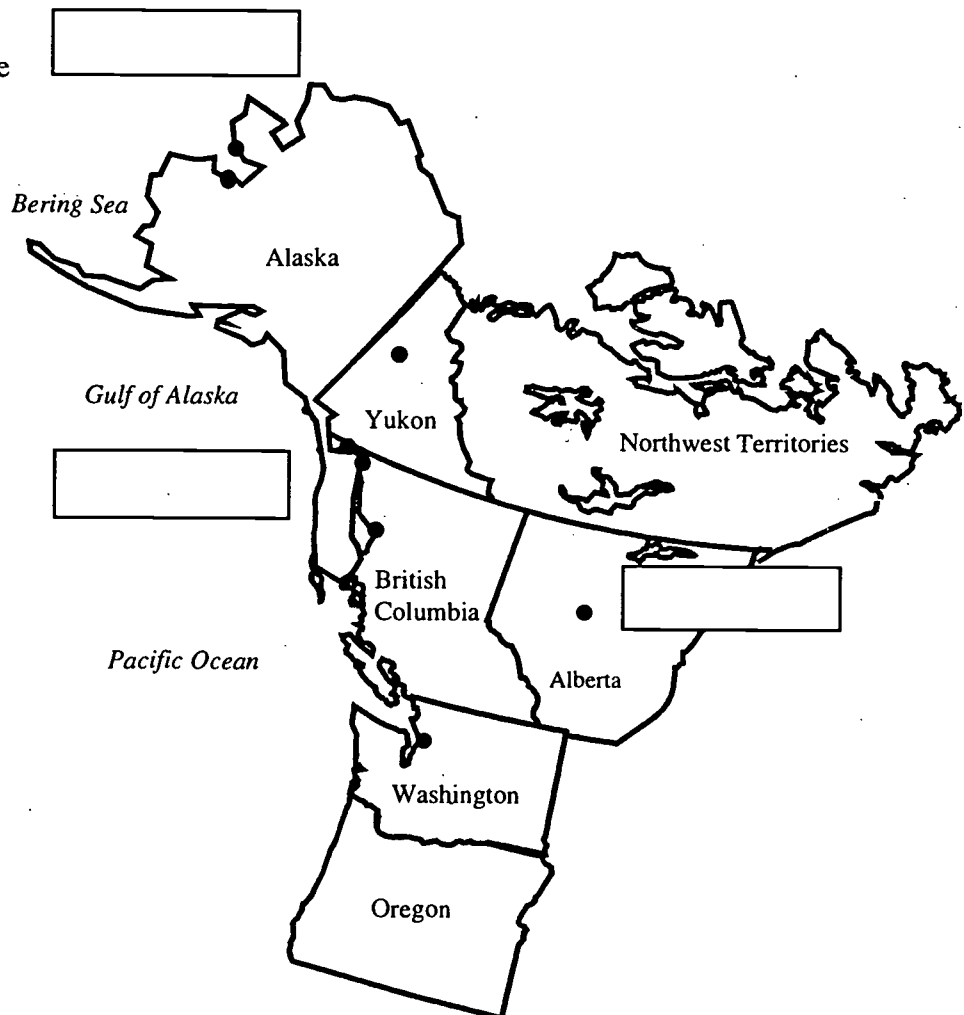 e
Bering Sea
Alaska
Gulf of Alaska
Yukon
Northwest Territories
British
Columbia
Pacific Ocean
Alberta
Washington
Oregon